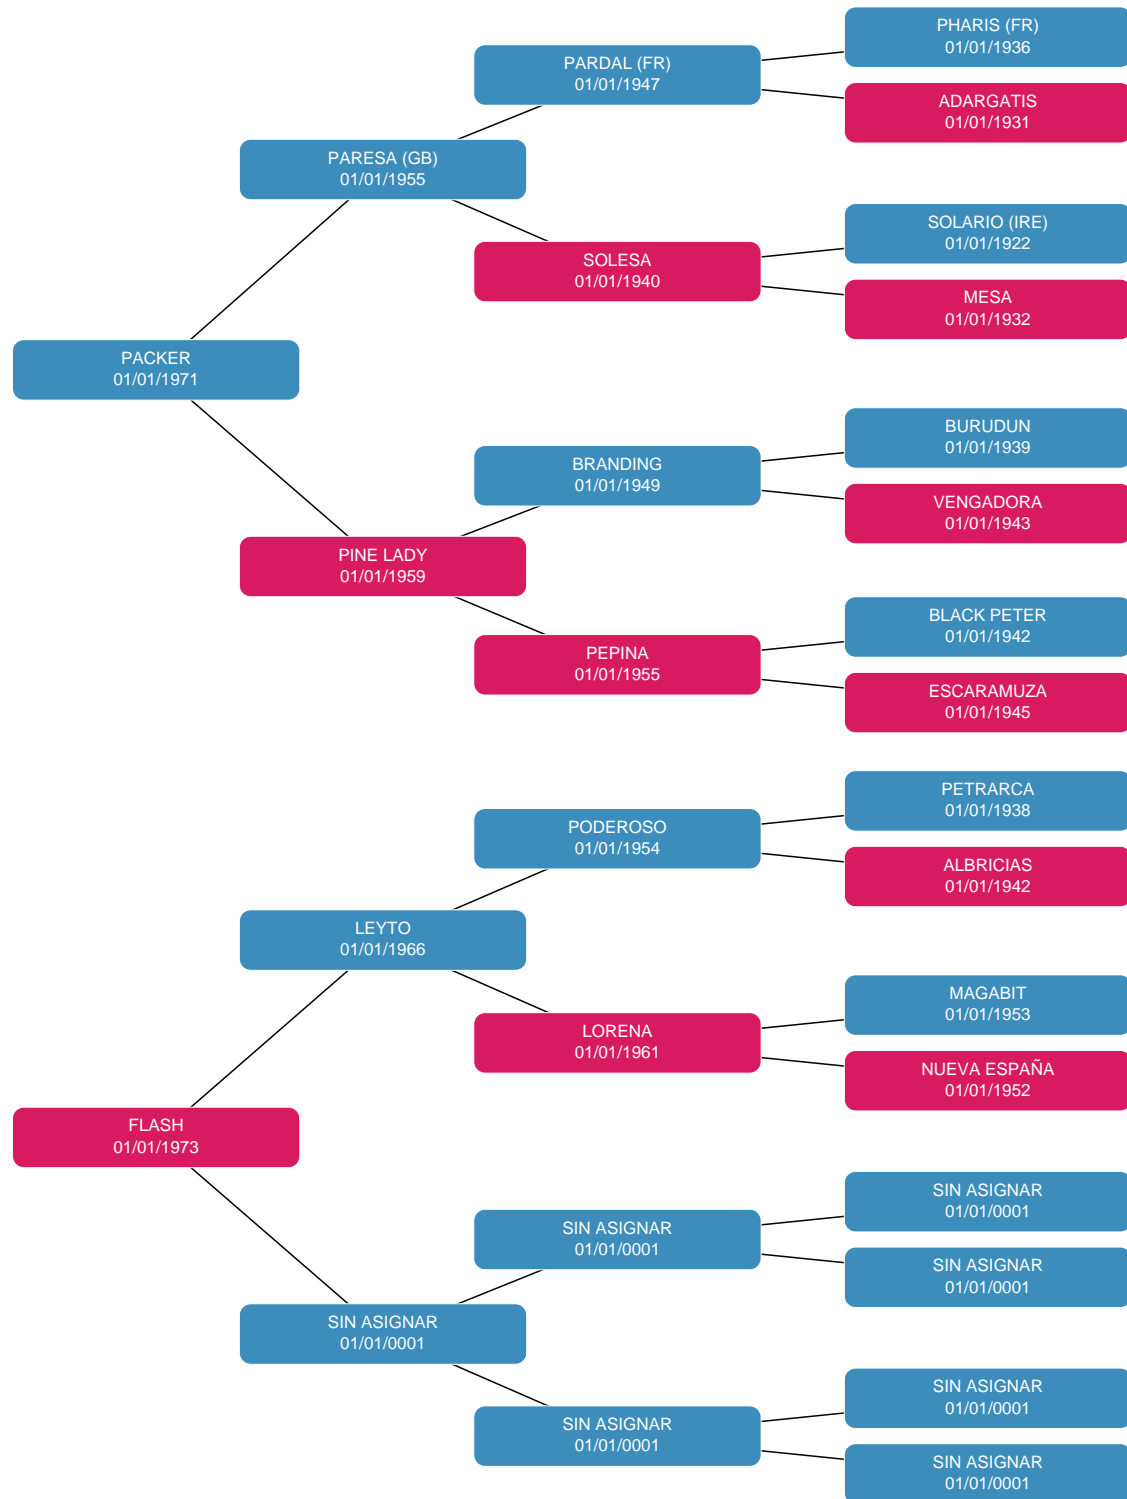 PHARIS (FR)
01/01/1936
PARDAL (FR)
01/01/1947
ADARGATIS
01/01/1931
PARESA (GB)
01/01/1955
SOLARIO (IRE)
01/01/1922
SOLESA
01/01/1940
MESA
01/01/1932
PACKER
01/01/1971
BURUDUN
01/01/1939
BRANDING
01/01/1949
VENGADORA
01/01/1943
PINE LADY
01/01/1959
BLACK PETER
01/01/1942
PEPINA
01/01/1955
ESCARAMUZA
01/01/1945
PETRARCA
01/01/1938
PODEROSO
01/01/1954
ALBRICIAS
01/01/1942
LEYTO
01/01/1966
MAGABIT
01/01/1953
LORENA
01/01/1961
NUEVA ESPAÑA
01/01/1952
FLASH
01/01/1973
SIN ASIGNAR
01/01/0001
SIN ASIGNAR
01/01/0001
SIN ASIGNAR
01/01/0001
SIN ASIGNAR
01/01/0001
SIN ASIGNAR
01/01/0001
SIN ASIGNAR
01/01/0001
SIN ASIGNAR
01/01/0001